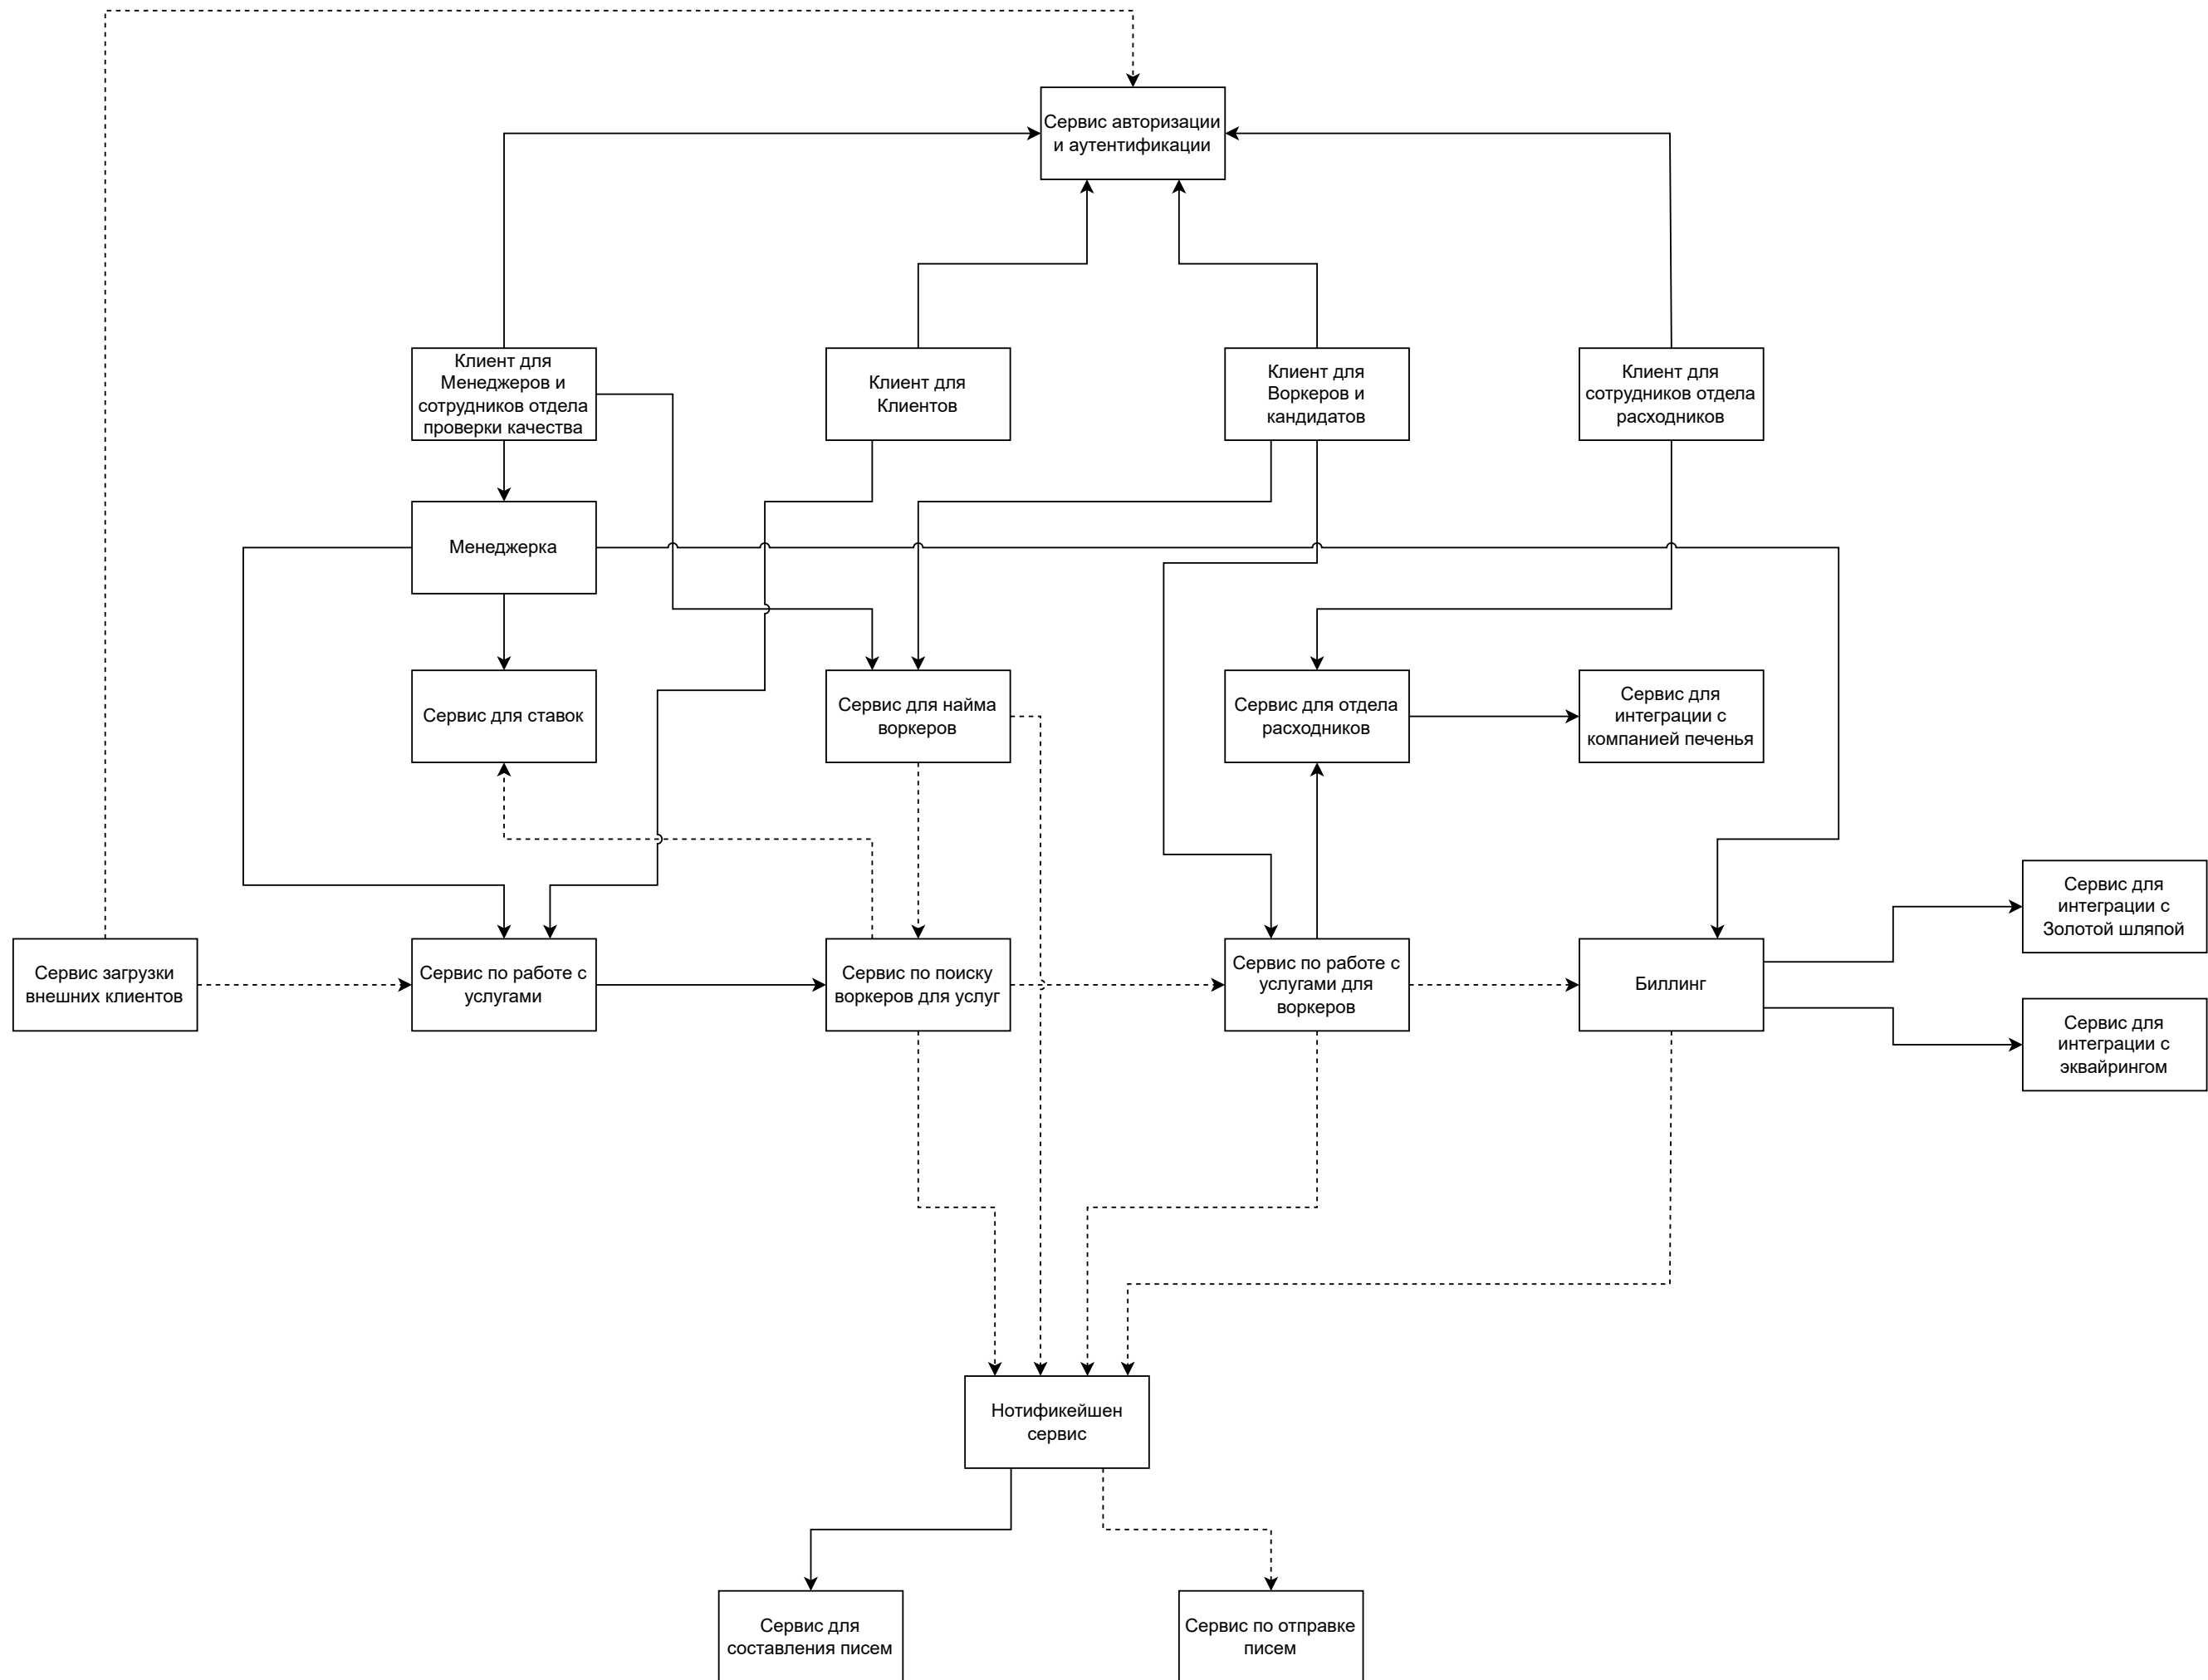 Сервис авторизации
и аутентификации
Клиент для
Менеджеров и
сотрудников отдела
проверки качества
Клиент для
Клиентов
Клиент для
Воркеров и
кандидатов
Клиент для
сотрудников отдела
расходников
Менеджерка
Сервис для ставок
Сервис для найма
воркеров
Сервис для отдела
расходников
Сервис для
интеграции с
компанией печенья
Сервис загрузки
внешних клиентов
Сервис по работе с
услугами
Сервис по поиску
воркеров для услуг
Сервис по работе с
услугами для
воркеров
Биллинг
Сервис для
интеграции с
Золотой шляпой
Сервис для
интеграции с
эквайрингом
Нотификейшен
сервис
Сервис для
составления писем
Сервис по отправке
писем